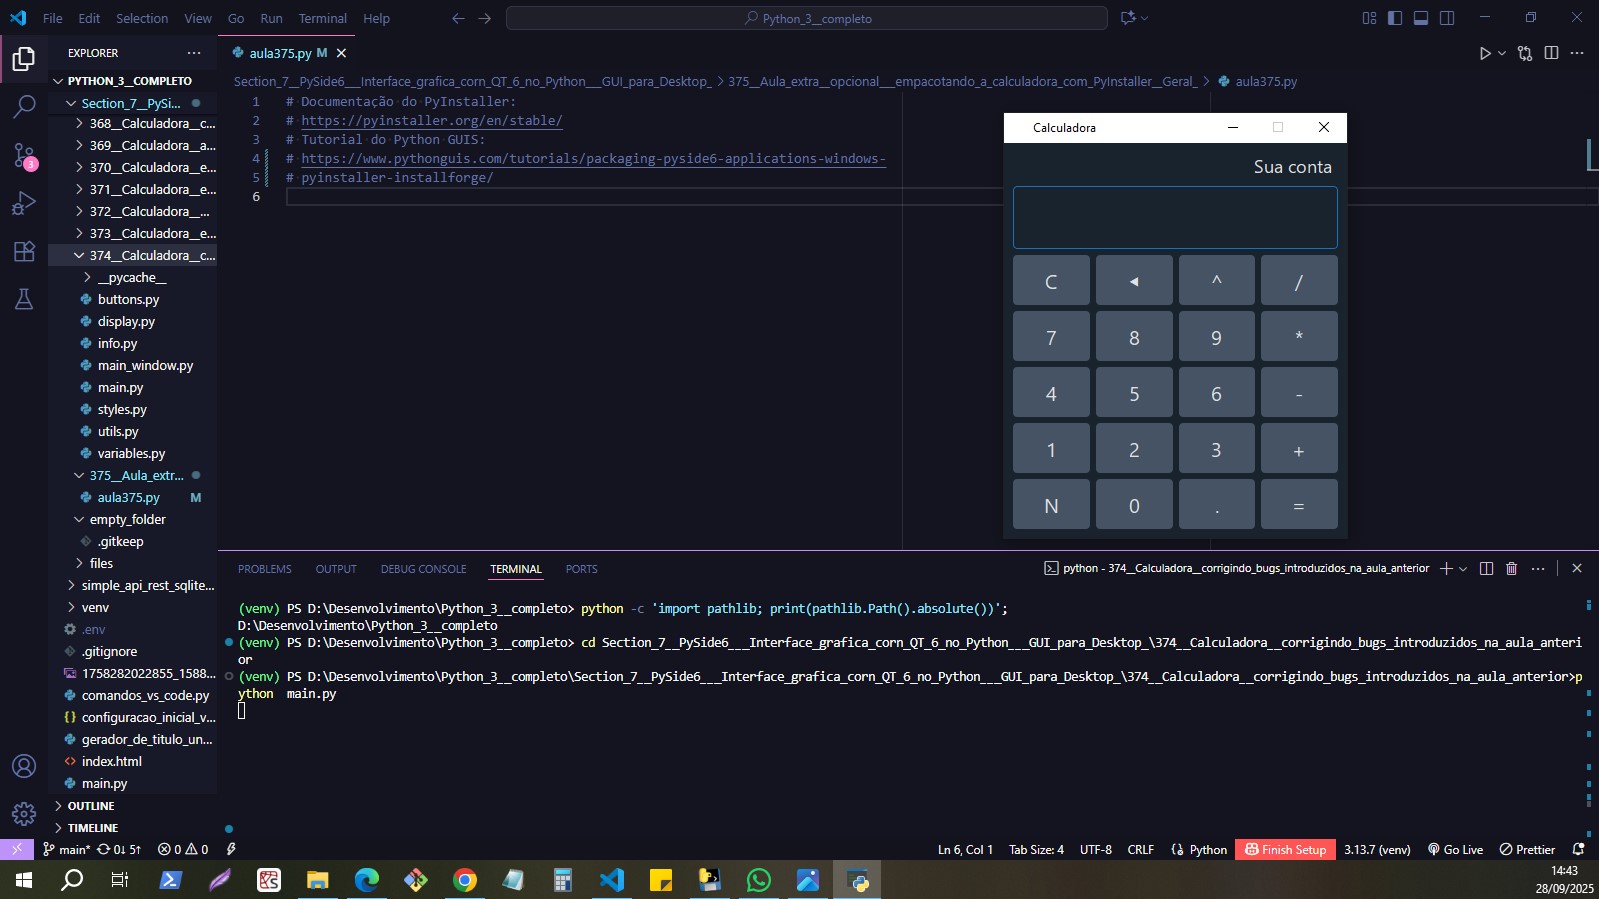 File Edit Selection View Go Run Terminal Help
Python_3__completo
EXPLORER
PYTHON_3__COMPLETO
Section_7__PySi...
368__Calculadora__c...
369__Calculadora__a...
370__Calculadora__e...
371__Calculadora__e...
372__Calculadora__...
373__Calculadora__e...
374__Calculadora__c...
__pycache__
buttons.py
display.py
info.py
main_window.py
main.py
styles.py
utils.py
variables.py
375__Aula_extr...
aula375.py M
empty_folder
.gitkeep
files
simple_api_rest_sqlite...
venv
.env
.gitignore
1758282022855_1588...
comandos_vs_code.py
configuracao_inicial_v...
gerador_de_titulo_un...
index.html
main.py
OUTLINE
TIMELINE
3
aula375.py M
Section_7__PySide6___Interface_grafica_corn_QT_6_no_Python___GUI_para_Desktop_ > 375__Aula_extra__opcional___empacotando_a_calculadora_com_PyInstaller__Geral_ > aula375.py
1 # Documentação do PyInstaller:
2 # https://pyinstaller.org/en/stable/
3 # Tutorial do Python GUIS:
4 # https://www.pythonguis.com/tutorials/packaging-pyside6-applications-windows-
5 # pyinstaller-installforge/
6
Calculadora
Sua conta
C ◄ ^ /
7 8 9 *
4 5 6 -
1 2 3 +
N 0 . =
PROBLEMS OUTPUT DEBUG CONSOLE TERMINAL PORTS
python - 374__Calculadora__corrigindo_bugs_introduzidos_na_aula_anterior
(venv) PS D:\Desenvolvimento\Python_3__completo> python -c 'import pathlib; print(pathlib.Path().absolute())';
D:\Desenvolvimento\Python_3__completo
(venv) PS D:\Desenvolvimento\Python_3__completo> cd Section_7__PySide6___Interface_grafica_corn_QT_6_no_Python___GUI_para_Desktop_\374__Calculadora__corrigindo_bugs_introduzidos_na_aula_anteri
or
(venv) PS D:\Desenvolvimento\Python_3__completo\Section_7__PySide6___Interface_grafica_corn_QT_6_no_Python___GUI_para_Desktop_\374__Calculadora__corrigindo_bugs_introduzidos_na_aula_anterior>p
ython  main.py
main* 0↓ 5↑ 0 0
Ln 6, Col 1 Tab Size: 4 UTF-8 CRLF Python Finish Setup 3.13.7 (venv) Go Live Prettier
14:43
28/09/2025